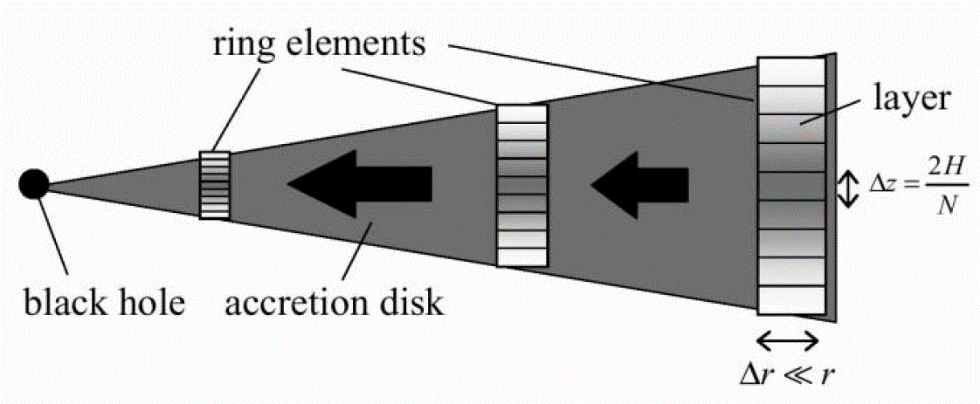 ring elements
layer
Δz = 2H/N
black hole
accretion disk
Δr ≪ r